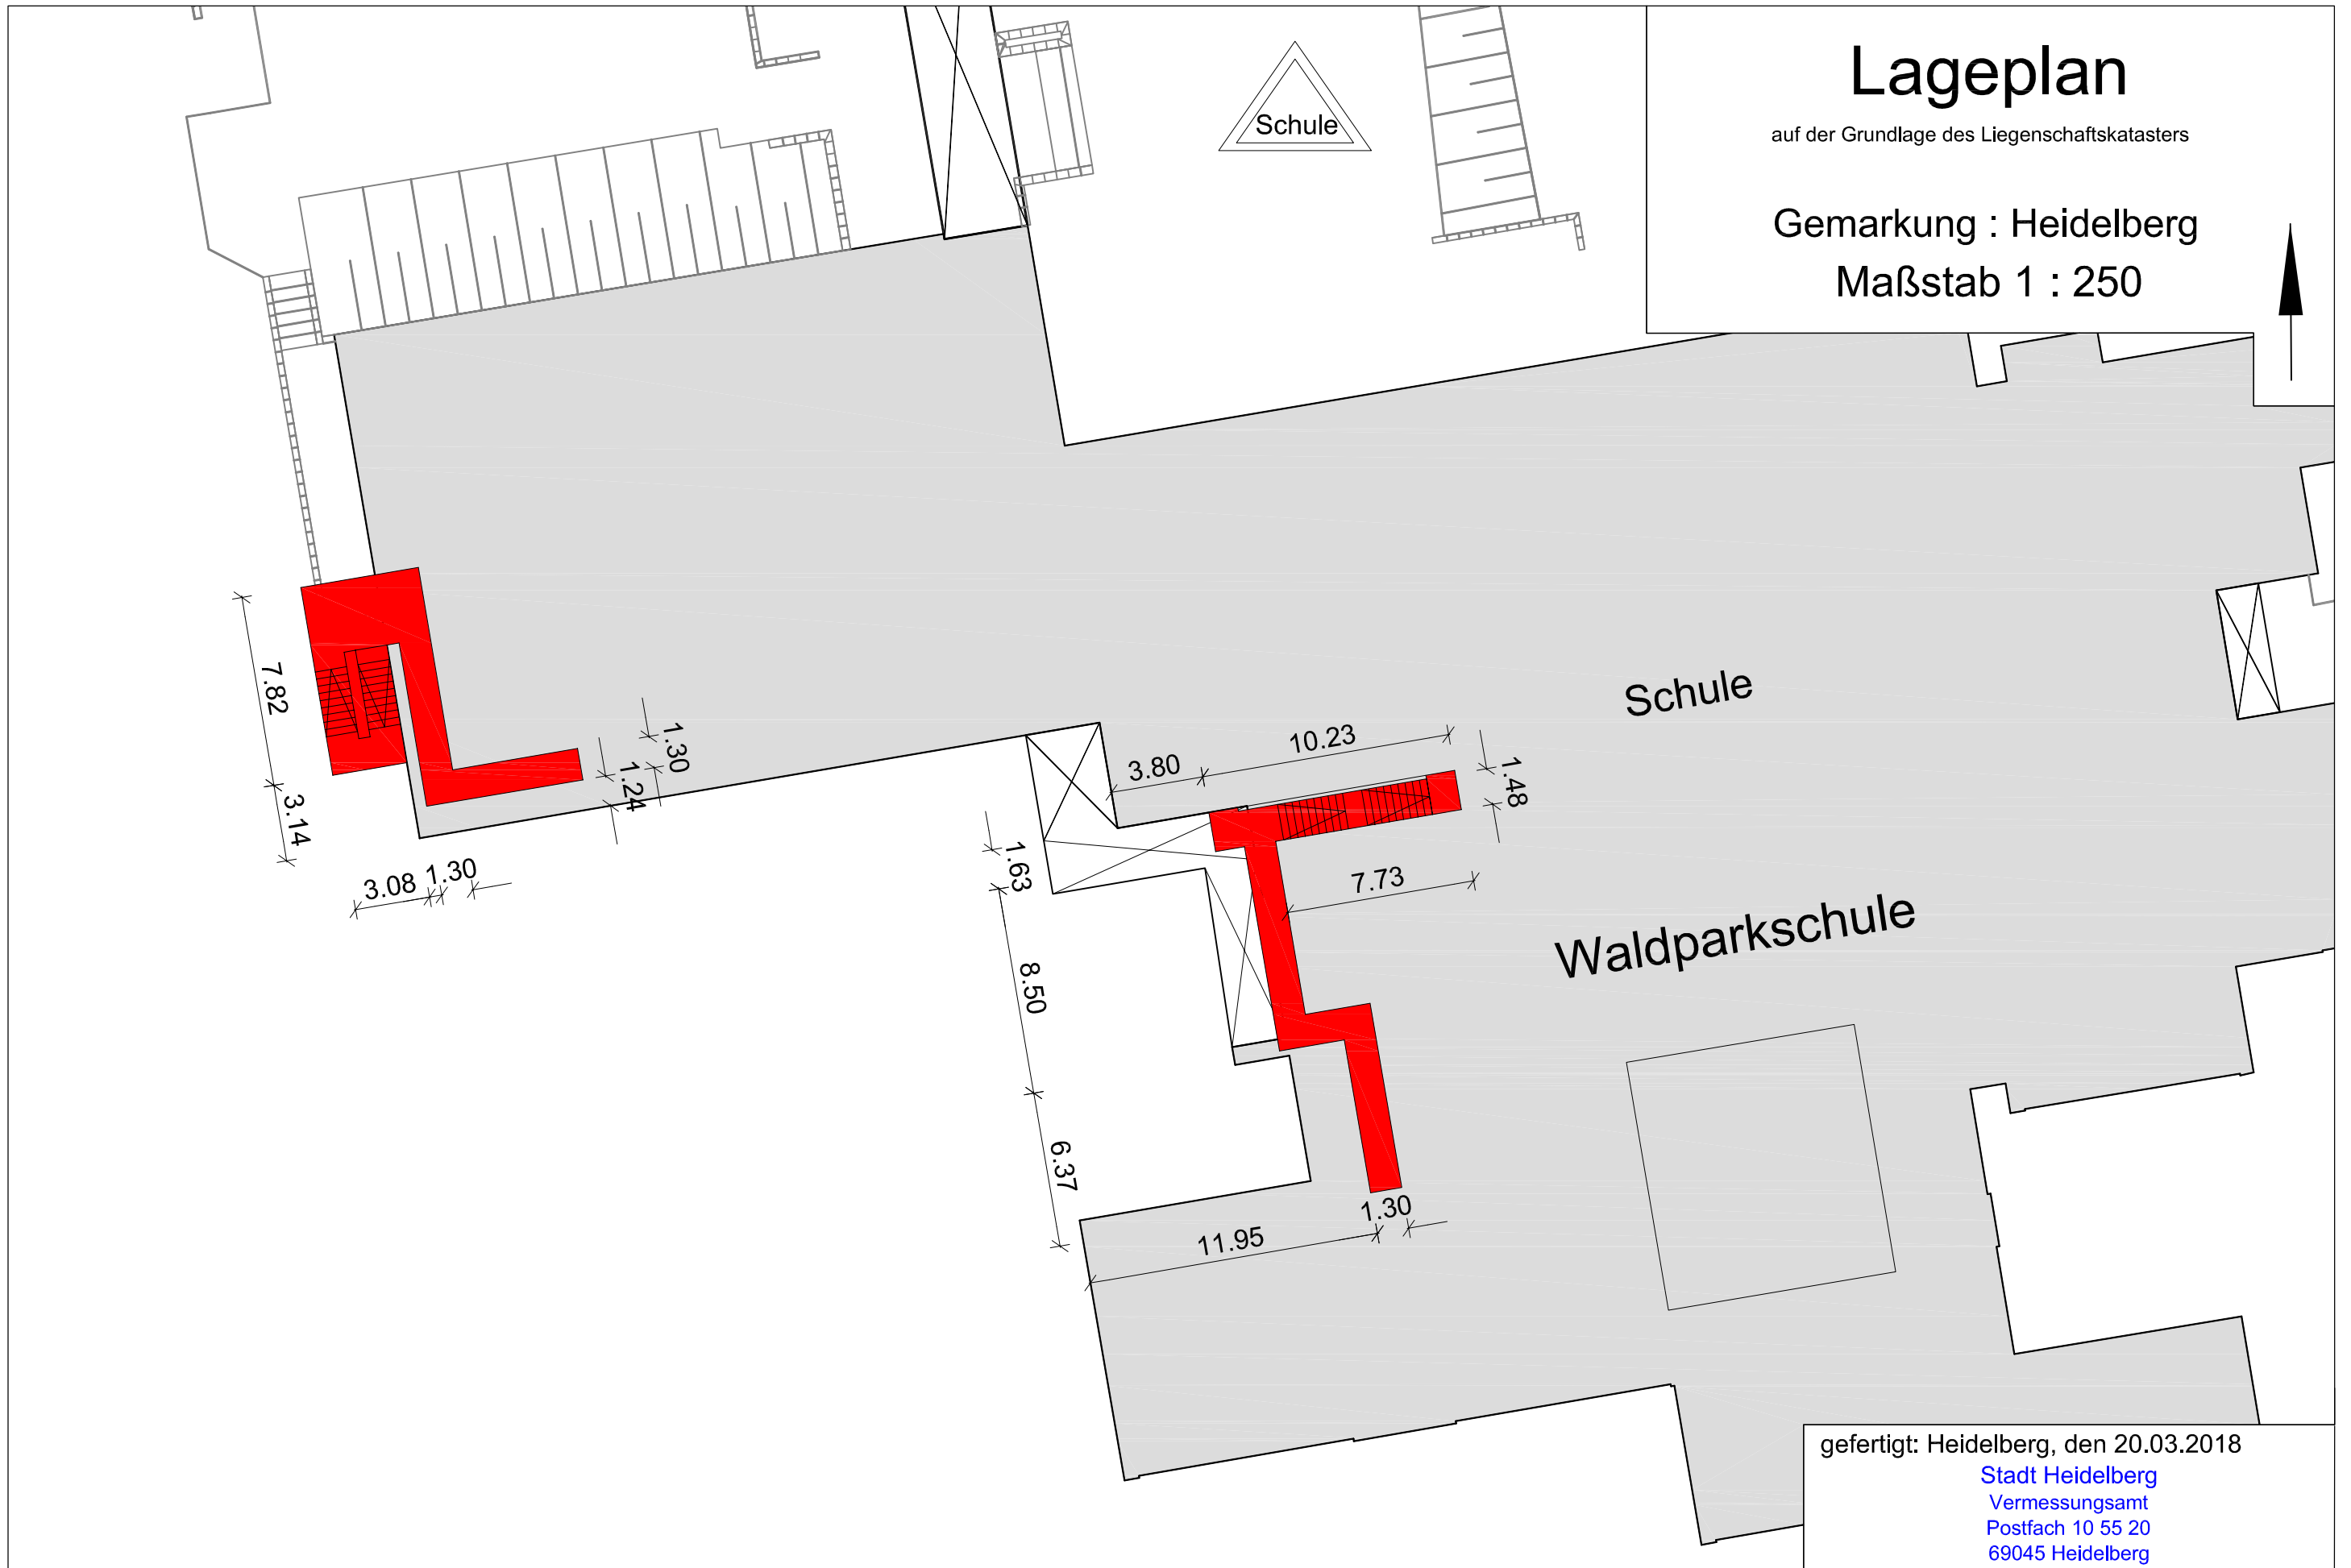 Lageplan
auf der Grundlage des Liegenschaftskatasters
Gemarkung : Heidelberg
Maßstab 1 : 250
Schule
7.82
3.14
3.08
1.30
1.30
1.24
Schule
3.80
10.23
1.48
1.63
7.73
Waldparkschule
8.50
6.37
11.95
1.30
gefertigt: Heidelberg, den 20.03.2018
Stadt Heidelberg
Vermessungsamt
Postfach 10 55 20
69045 Heidelberg